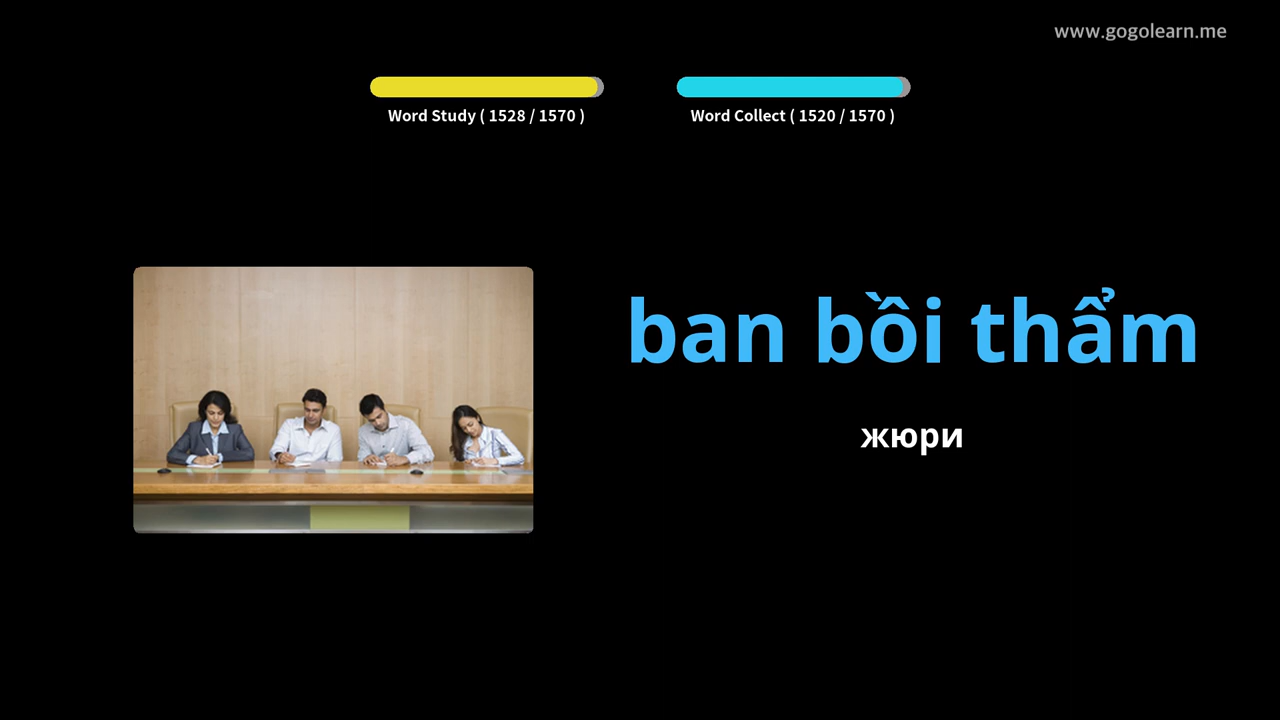 www.gogolearn.me
Word Study ( 1528 / 1570 )
Word Collect ( 1520 / 1570 )
ban bồi thẩm
жюри